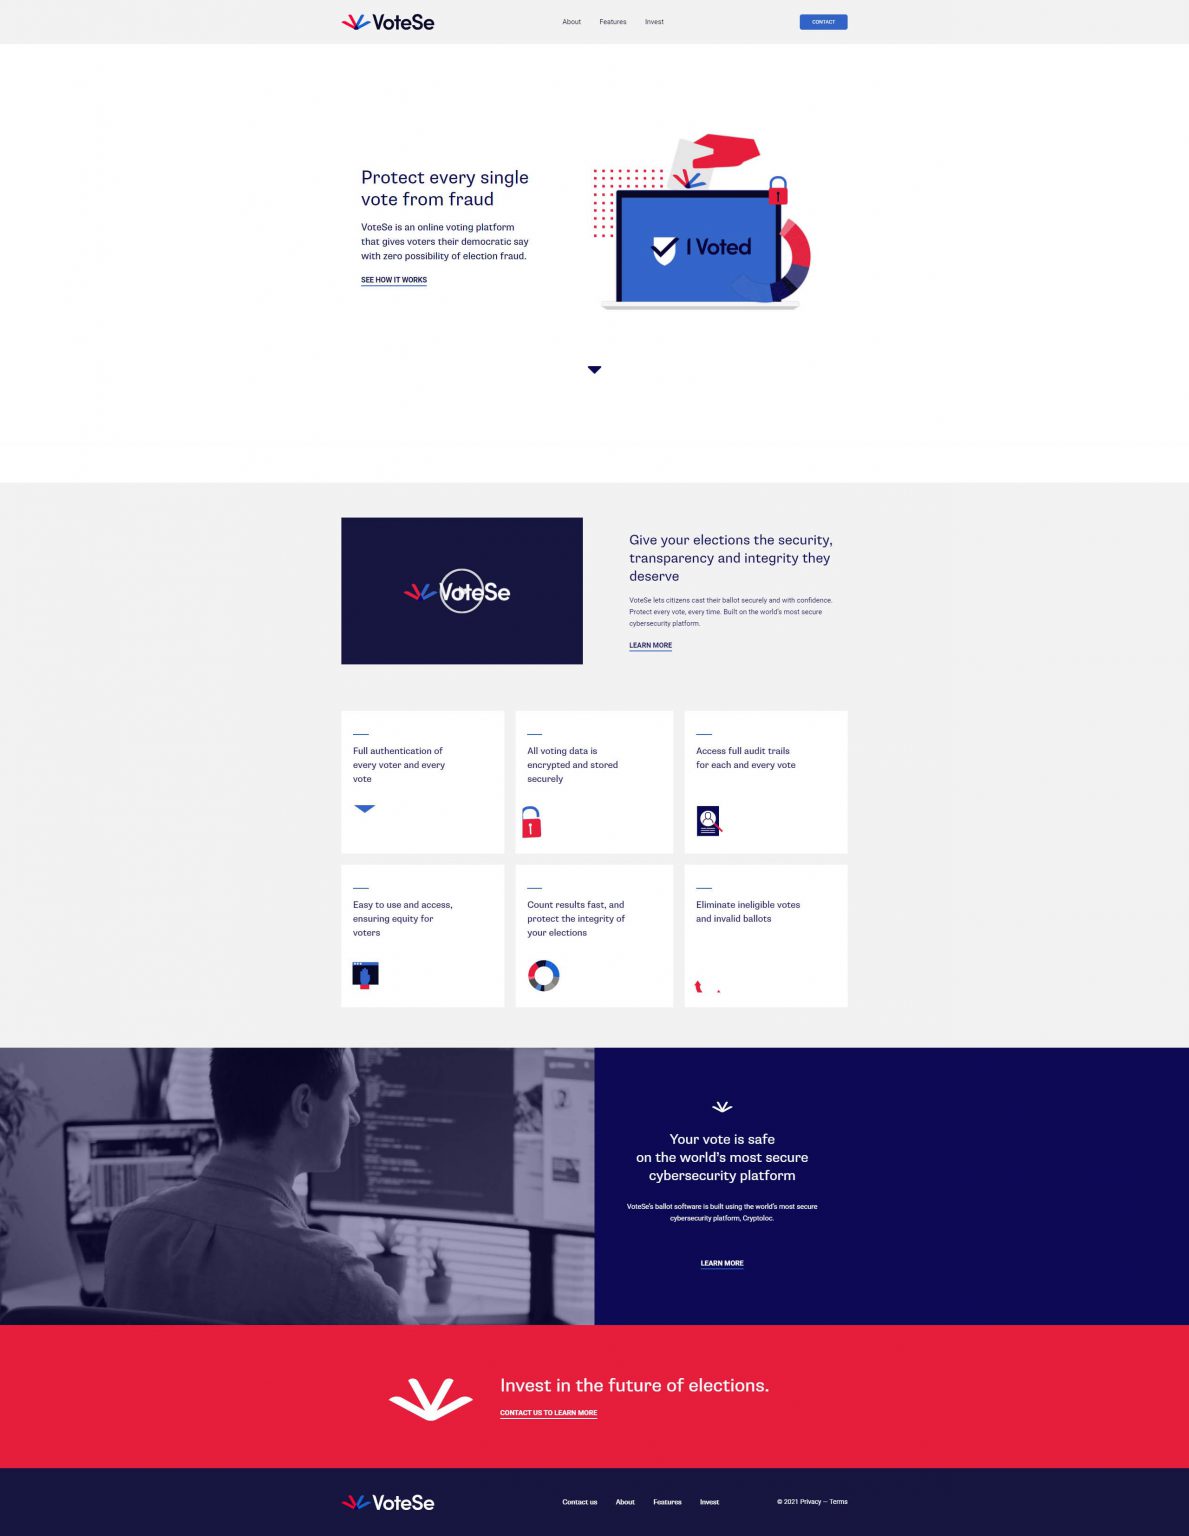 VoteSe
About Features Invest
CONTACT
Protect every single
vote from fraud
VoteSe is an online voting platform
that gives voters their democratic say
with zero possibility of election fraud.
SEE HOW IT WORKS
I Voted
VoteSe
Give your elections the security,
transparency and integrity they
deserve
VoteSe lets citizens cast their ballot securely and with confidence.
Protect every vote, every time. Built on the world's most secure
cybersecurity platform.
LEARN MORE
Full authentication of
every voter and every
vote
All voting data is
encrypted and stored
securely
Access full audit trails
for each and every vote
Easy to use and access,
ensuring equity for
voters
Count results fast, and
protect the integrity of
your elections
Eliminate ineligible votes
and invalid ballots
Your vote is safe
on the world's most secure
cybersecurity platform
VoteSe's ballot software is built using the world's most secure
cybersecurity platform, Cryptoloc.
LEARN MORE
Invest in the future of elections.
CONTACT US TO LEARN MORE
VoteSe
Contact us About Features Invest
© 2021 Privacy — Terms